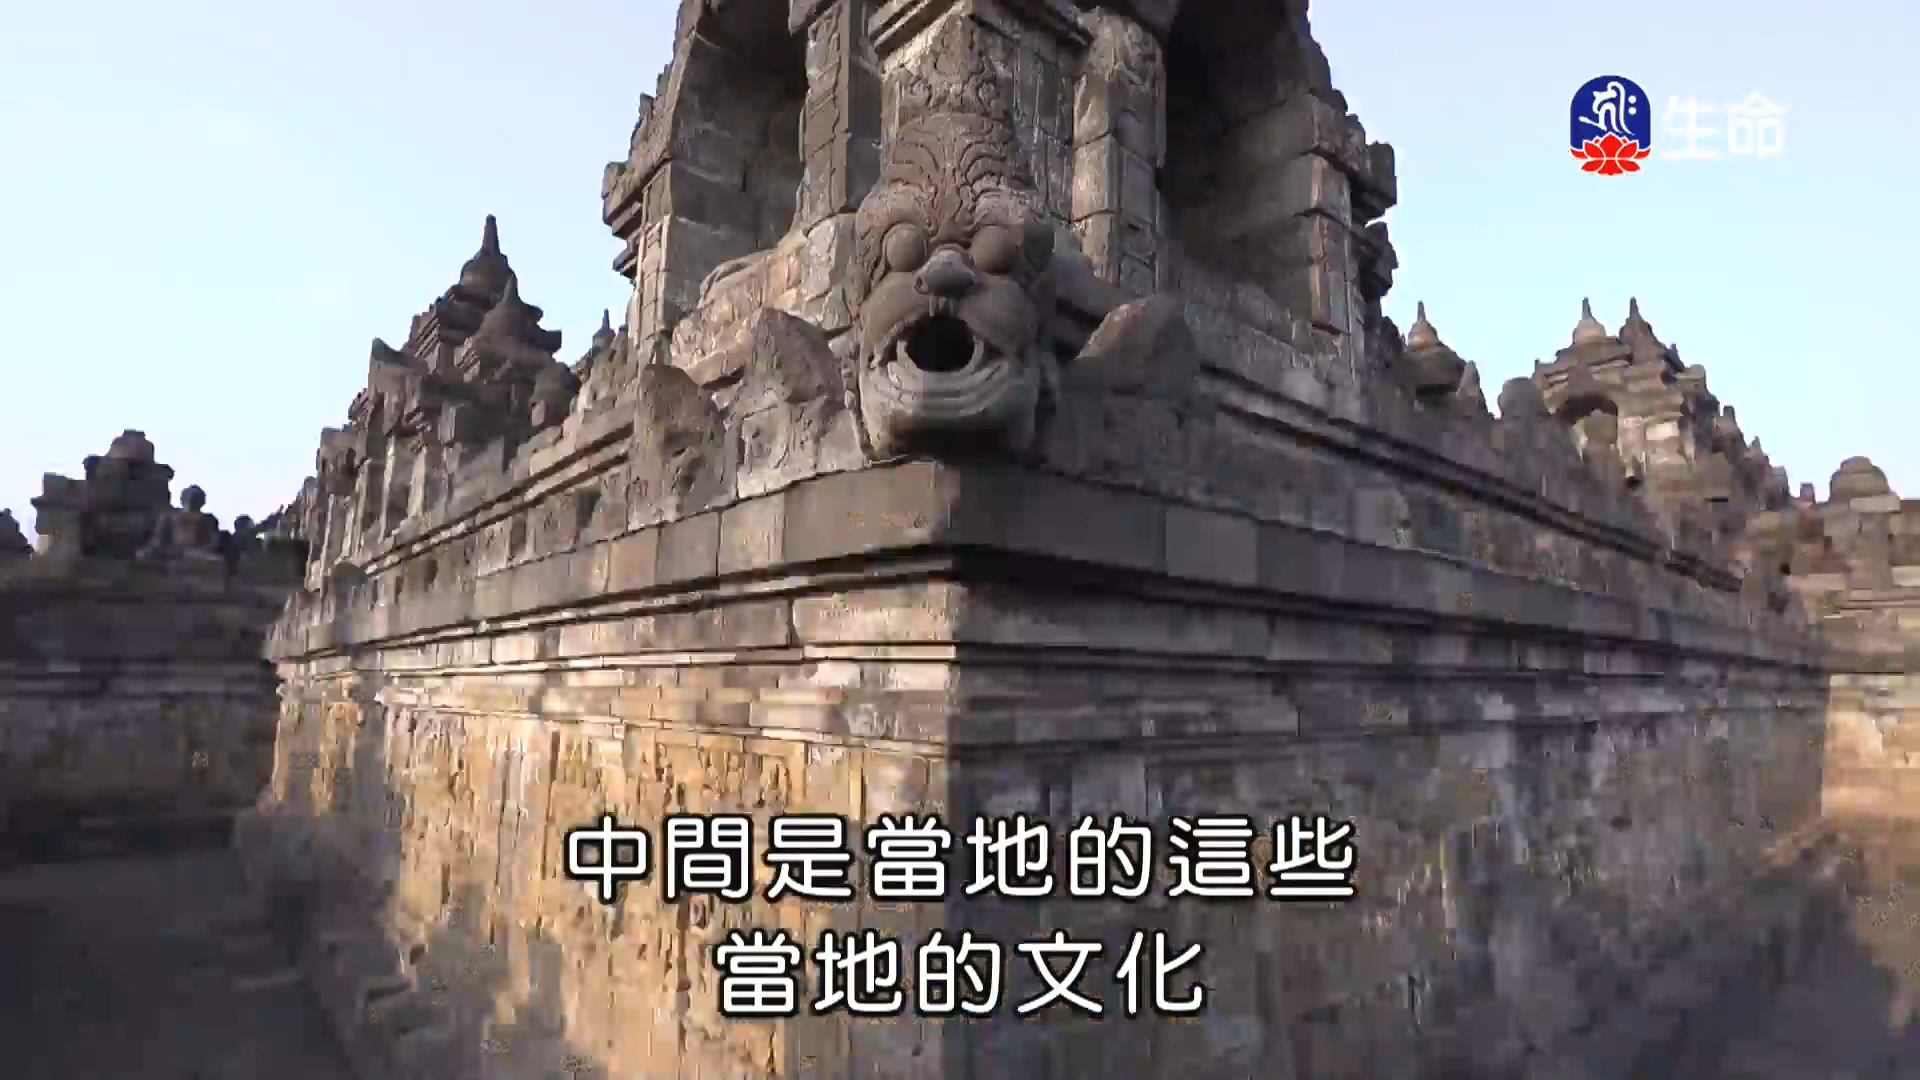 生命
中間是當地的這些
當地的文化